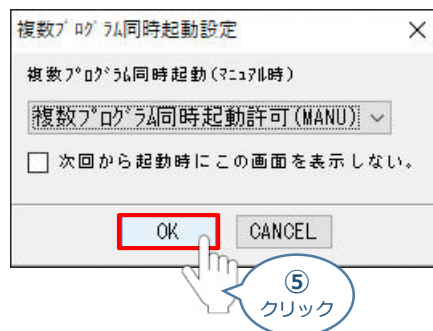 複数ﾌﾟﾛｸﾞﾗﾑ同時起動設定
複数ﾌﾟﾛｸﾞﾗﾑ同時起動(ﾏﾆｭｱﾙ時)
複数ﾌﾟﾛｸﾞﾗﾑ同時起動許可(MANU)
次回から起動時にこの画面を表示しない。
OK CANCEL
⑤
クリック